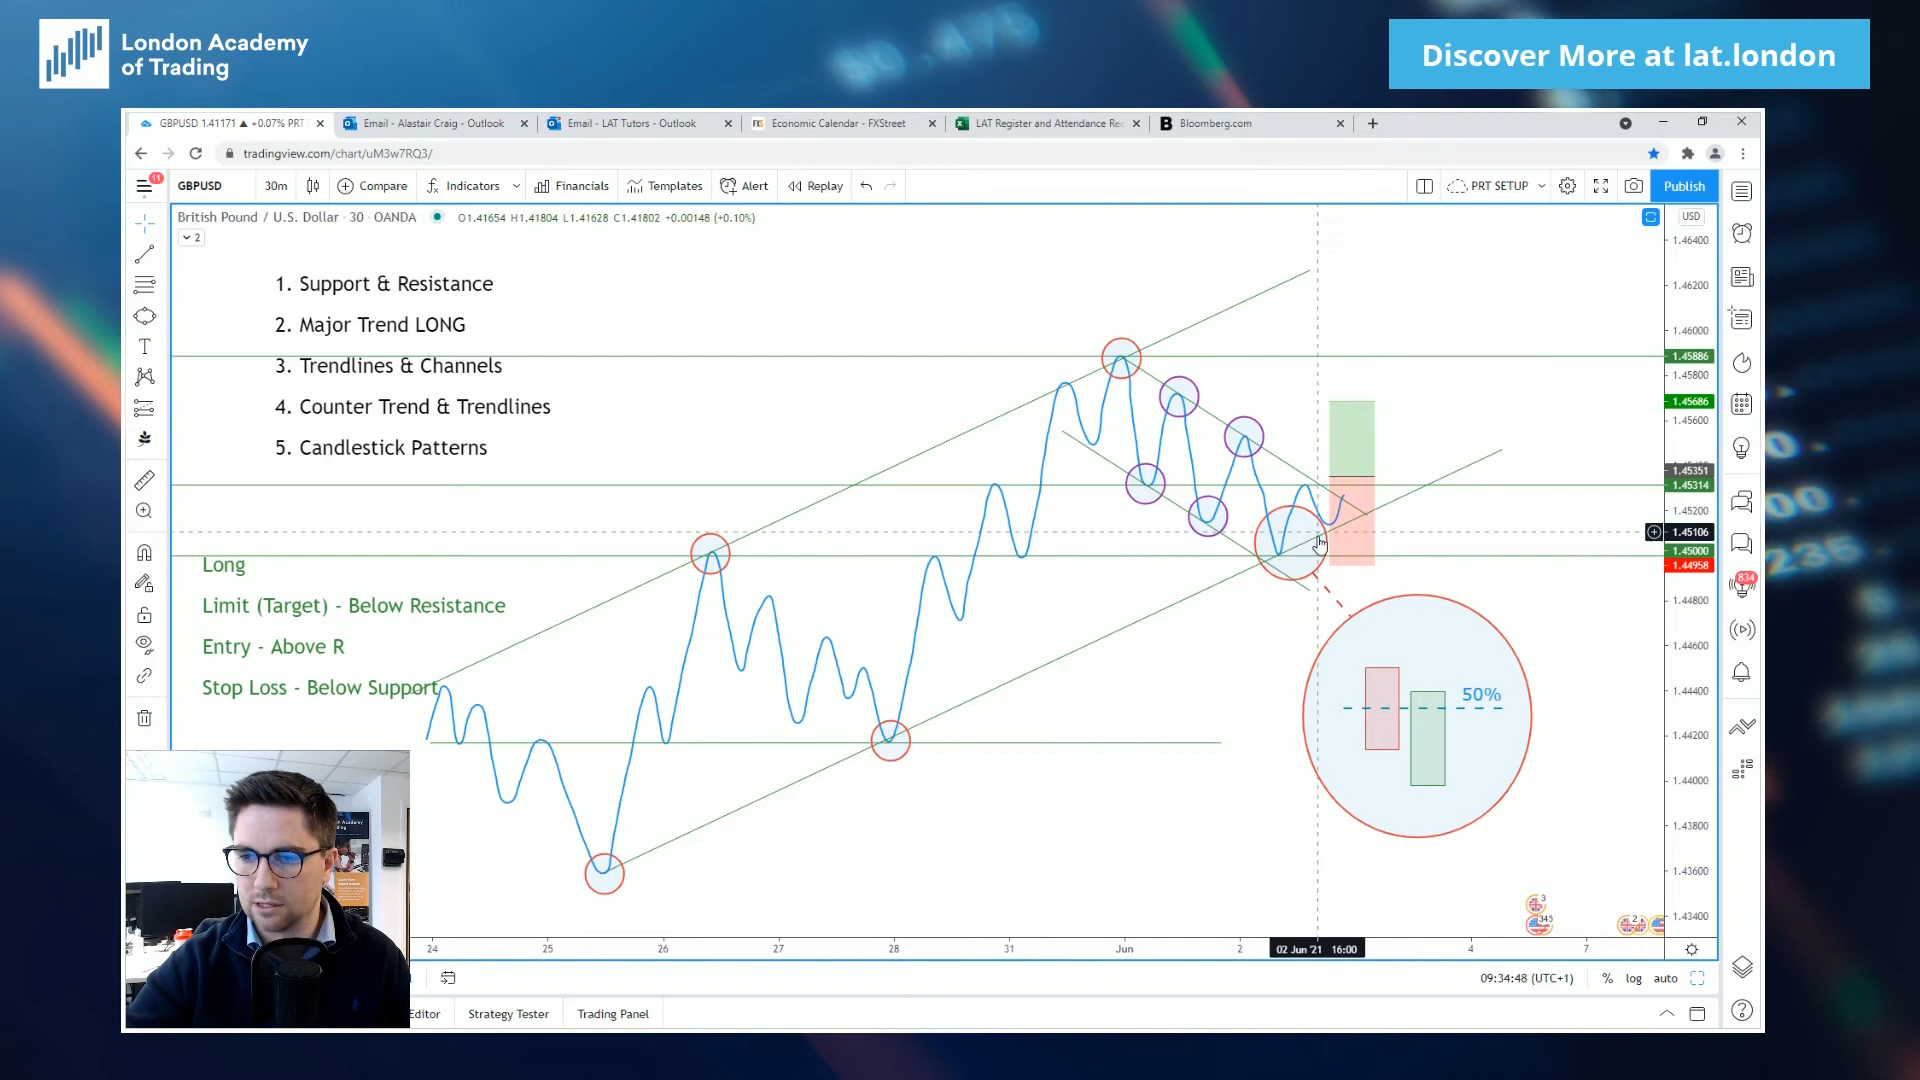 London Academy
of Trading
Discover More at lat.london
GBPUSD 1.41171 ▲ +0.07% PRT
Email - Alastair Craig - Outlook
Email - LAT Tutors - Outlook
Economic Calendar - FXStreet
LAT Register and Attendance Rec
Bloomberg.com
tradingview.com/chart/uM3w7RQ3/
11
GBPUSD
30m
Compare
Indicators
Financials
Templates
Alert
Replay
PRT SETUP
Publish
British Pound / U.S. Dollar · 30 · OANDA
O1.41654 H1.41804 L1.41628 C1.41802 +0.00148 (+0.10%)
USD
2
1.46400
1. Support & Resistance
1.46200
2. Major Trend LONG
1.46000
1.45886
3. Trendlines & Channels
1.45800
1.45686
4. Counter Trend & Trendlines
1.45600
5. Candlestick Patterns
1.45351
1.45314
1.45200
1.45106
1.45000
Long
1.44958
Limit (Target) - Below Resistance
1.44800
Entry - Above R
1.44600
Stop Loss - Below Support
1.44400
50%
1.44200
1.44000
1.43800
1.43600
1.43400
834
3
345
2
24
25
26
27
28
31
Jun
2
02 Jun '21 16:00
4
7
09:34:48 (UTC+1)
%
log
auto
Editor
Strategy Tester
Trading Panel